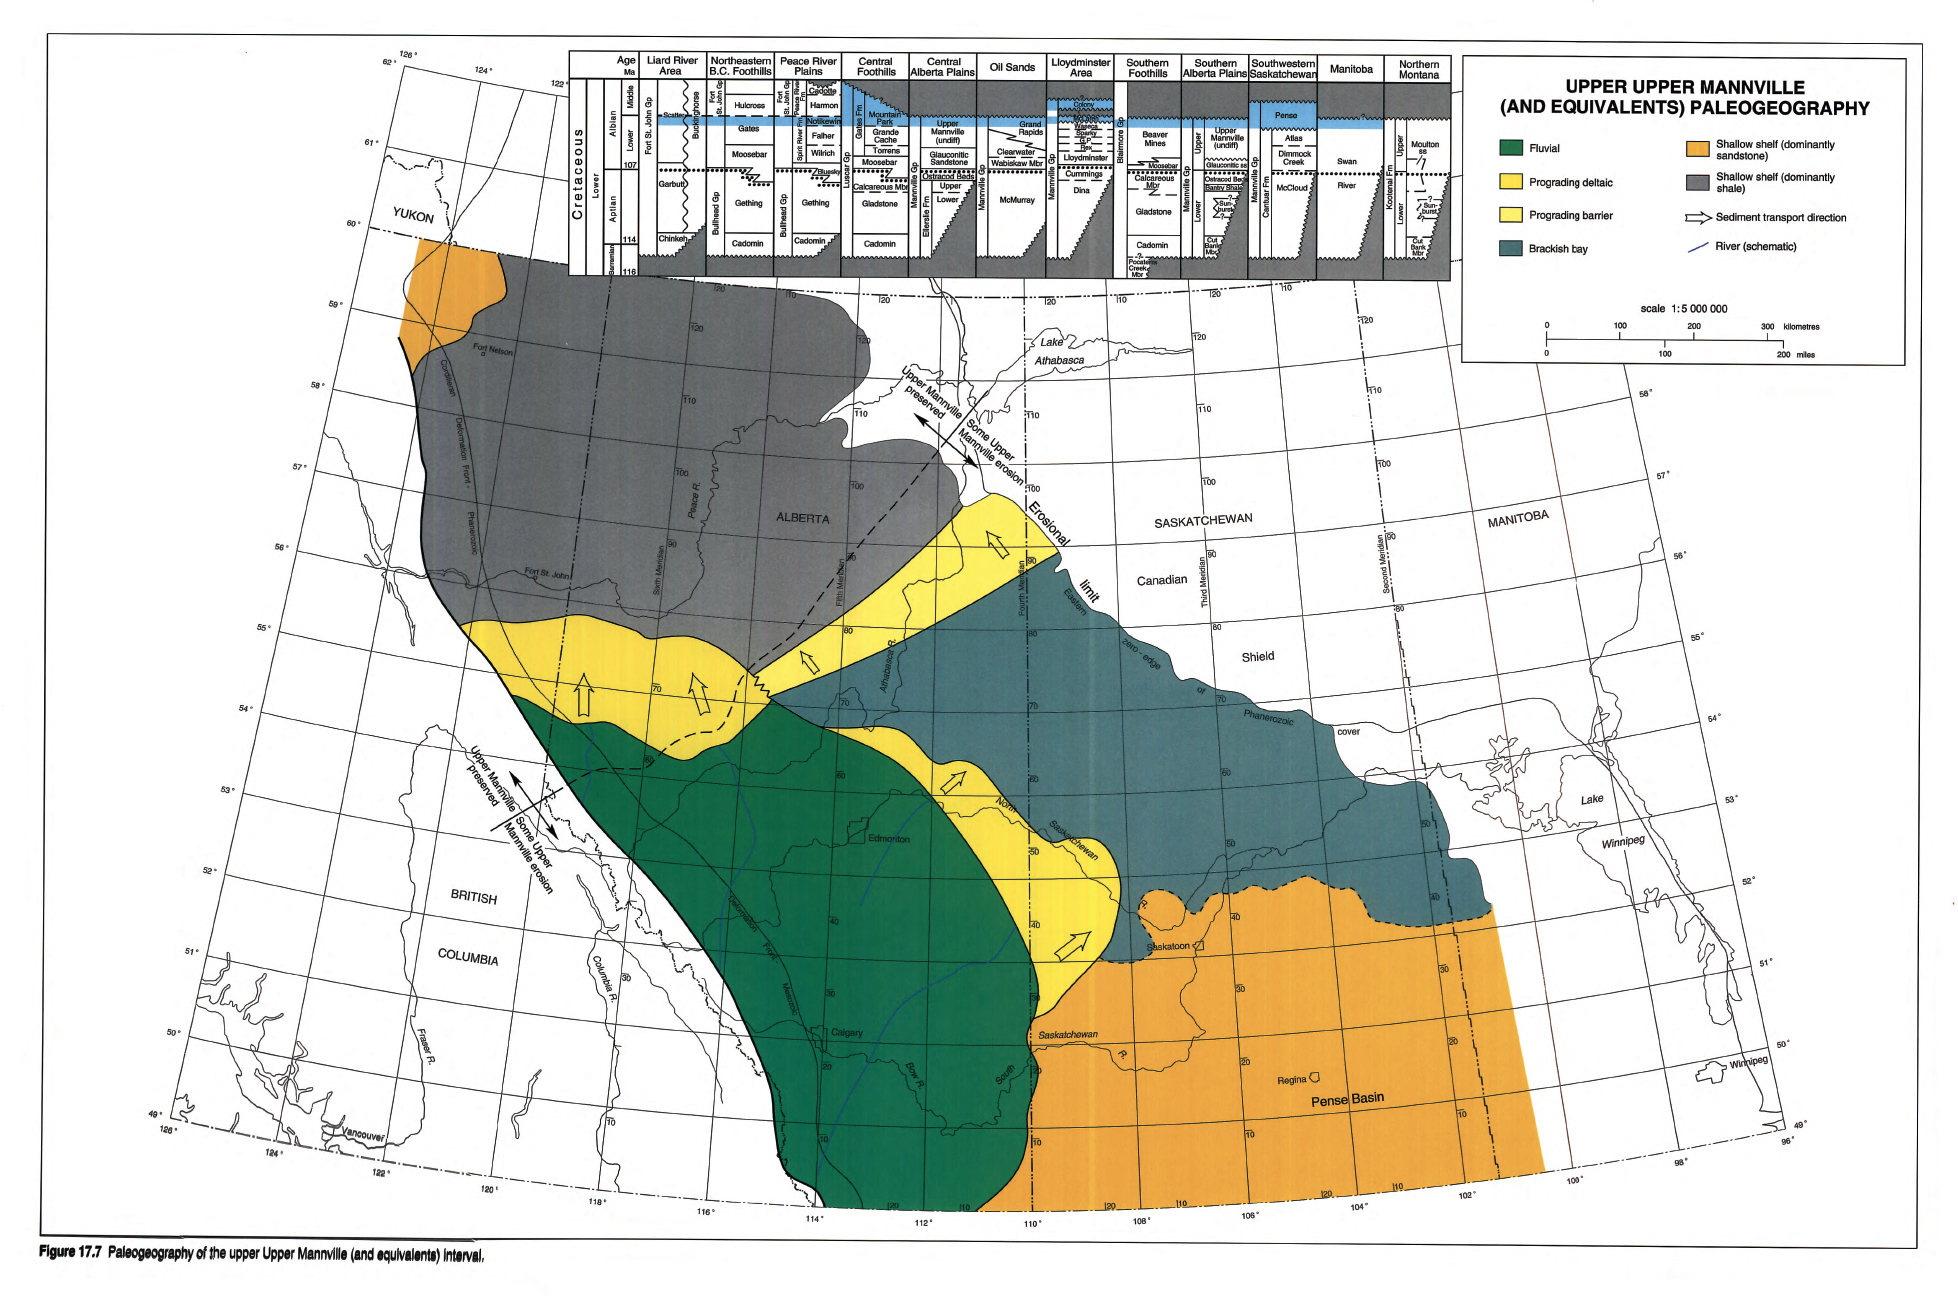 UPPER UPPER MANNVILLE
(AND EQUIVALENTS) PALEOGEOGRAPHY
Fluvial
Prograding deltaic
Prograding barrier
Brackish bay
Shallow shelf (dominantly
sandstone)
Shallow shelf (dominantly
shale)
Sediment transport direction
River (schematic)
scale 1:5 000 000
0 100 200 300 kilometres
0 100 200 miles
Age
Ma
Liard River
Area
Northeastern
B.C. Foothills
Peace River
Plains
Central
Foothills
Central
Alberta Plains
Oil Sands
Lloydminster
Area
Southern
Foothills
Southern
Alberta Plains
Southwestern
Saskatchewan
Manitoba
Northern
Montana
Cretaceous
Lower
Middle
Lower
Albian
Aptian
Barremian
107
114
116
Fort St. John Gp
Scatter
Buckinghorse
Garbutt
Chinkeh
Fort
St. John Gp
Hulcross
Gates
Moosebar
Bullhead Gp
Gething
Cadomin
Fort
St. John Gp
Peace River
Fm
Cadotte
Harmon
Notikewin
Spirit River Fm
Falher
Wilrich
Bluesky
Bullhead Gp
Gething
Cadomin
Gates Fm
Mountain
Park
Grande
Cache
Torrens
Luscar Gp
Moosebar
Calcareous Mbr
Gladstone
Cadomin
Upper
Mannville
(undiff)
Glauconitic
Sandstone
Ostracod Beds
Mannville Gp
Ellerslie Fm
Upper
Lower
Grand
Rapids
Clearwater
Wabiskaw Mbr
Mannville Gp
McMurray
Colony
Waseca
Sparky
G.P.
Rex
Lloydminster
Cummings
Mannville Gp
Dina
Blairmore Gp
Beaver
Mines
Moosebar
Calcareous
Mbr
Gladstone
Cadomin
Pocaterra
Creek
Mbr
Upper
Mannville
(undiff)
Upper
Glauconitic ss
Ostracod Beds
Bantry Shale
Mannville Gp
Lower
Sun-
burst
Cut
Bank
Mbr
Pense
Atlas
Dimmock
Creek
McCloud
Mannville Gp
Cantuar Fm
Swan
River
Upper
Moulton
ss
Kootenai Fm
Lower
Sun-
burst
Cut
Bank
Mbr
126°
124°
122°
62°
61°
60°
59°
58°
57°
56°
55°
54°
53°
52°
51°
50°
49°
126°
124°
122°
120°
118°
116°
114°
112°
110°
108°
106°
104°
102°
100°
98°
96°
49°
50°
51°
52°
53°
54°
55°
56°
57°
58°
YUKON
ALBERTA
SASKATCHEWAN
MANITOBA
BRITISH
COLUMBIA
Canadian
Shield
Fort Nelson
Fort St. John
Cordilleran
Deformation Front
Phanerozoic
Peace R.
Sixth Meridian
Fifth Meridian
Fourth Meridian
Third Meridian
Second Meridian
Lake
Athabasca
Upper Mannville
preserved
Some Upper
Mannville erosion
Erosional
limit
Eastern
zero-edge
of
Phanerozoic
cover
Athabasca R.
Upper Mannville
preserved
Some Upper
Mannville erosion
Edmonton
North
Saskatchewan
R.
Saskatoon
Deformation
Front
Mesozoic
Calgary
Bow R.
South
Saskatchewan
R.
Regina
Pense Basin
Lake
Winnipeg
Winnipeg
Columbia R.
Fraser R.
Vancouver
Figure 17.7 Paleogeography of the upper Upper Mannville (and equivalents) interval.